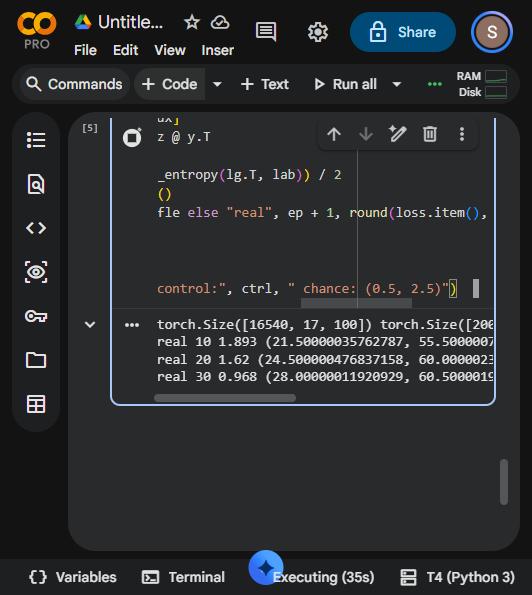 CO
PRO
Untitle...
File Edit View Inser
Share
S
Commands
+ Code
+ Text
Run all
RAM
Disk
[5]
ux]
z @ y.T
_entropy(lg.T, lab)) / 2
()
fle else "real", ep + 1, round(loss.item(),
control:", ctrl, " chance: (0.5, 2.5)")
torch.Size([16540, 17, 100]) torch.Size([200
real 10 1.893 (21.50000035762787, 55.5000007
real 20 1.62 (24.500000476837158, 60.0000023
real 30 0.968 (28.00000011920929, 60.5000019
Variables
Terminal
Executing (35s)
T4 (Python 3)